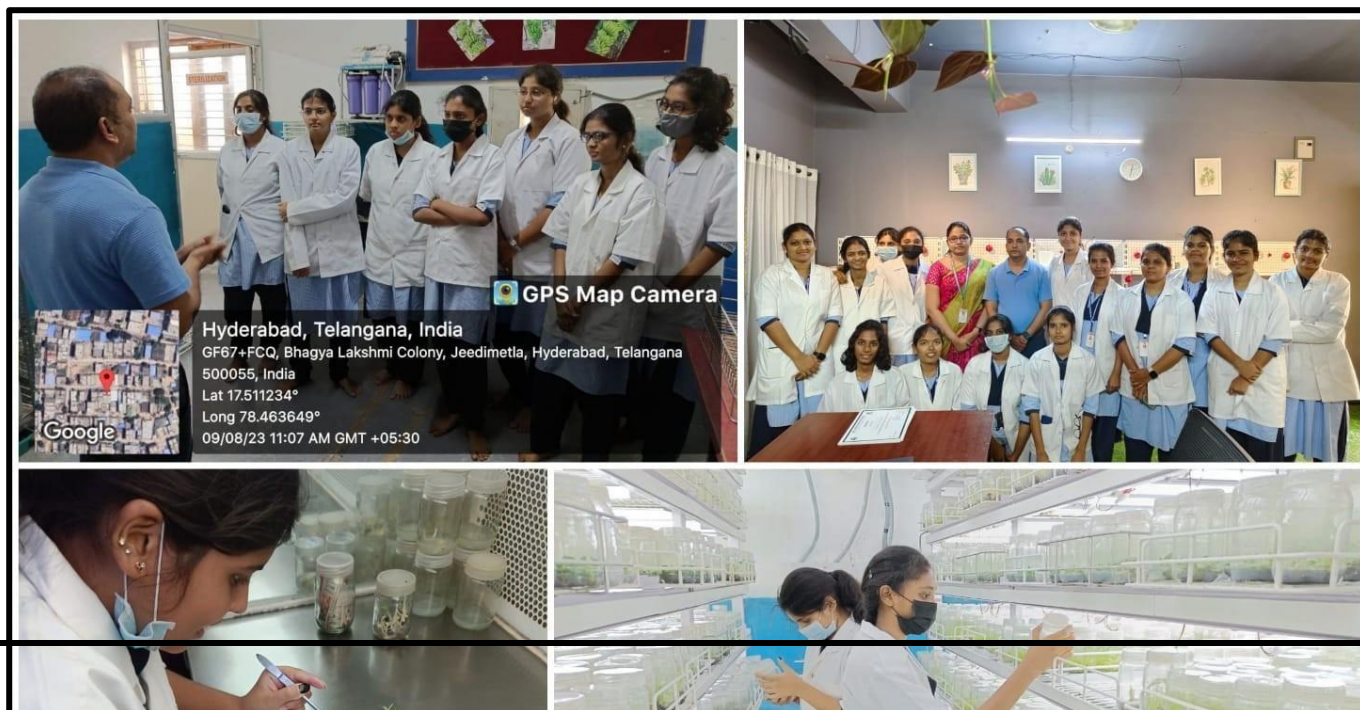 STERILIZATION
GPS Map Camera
Hyderabad, Telangana, India
GF67+FCQ, Bhagya Lakshmi Colony, Jeedimetla, Hyderabad, Telangana
500055, India
Lat 17.511234°
Long 78.463649°
09/08/23 11:07 AM GMT +05:30
Google